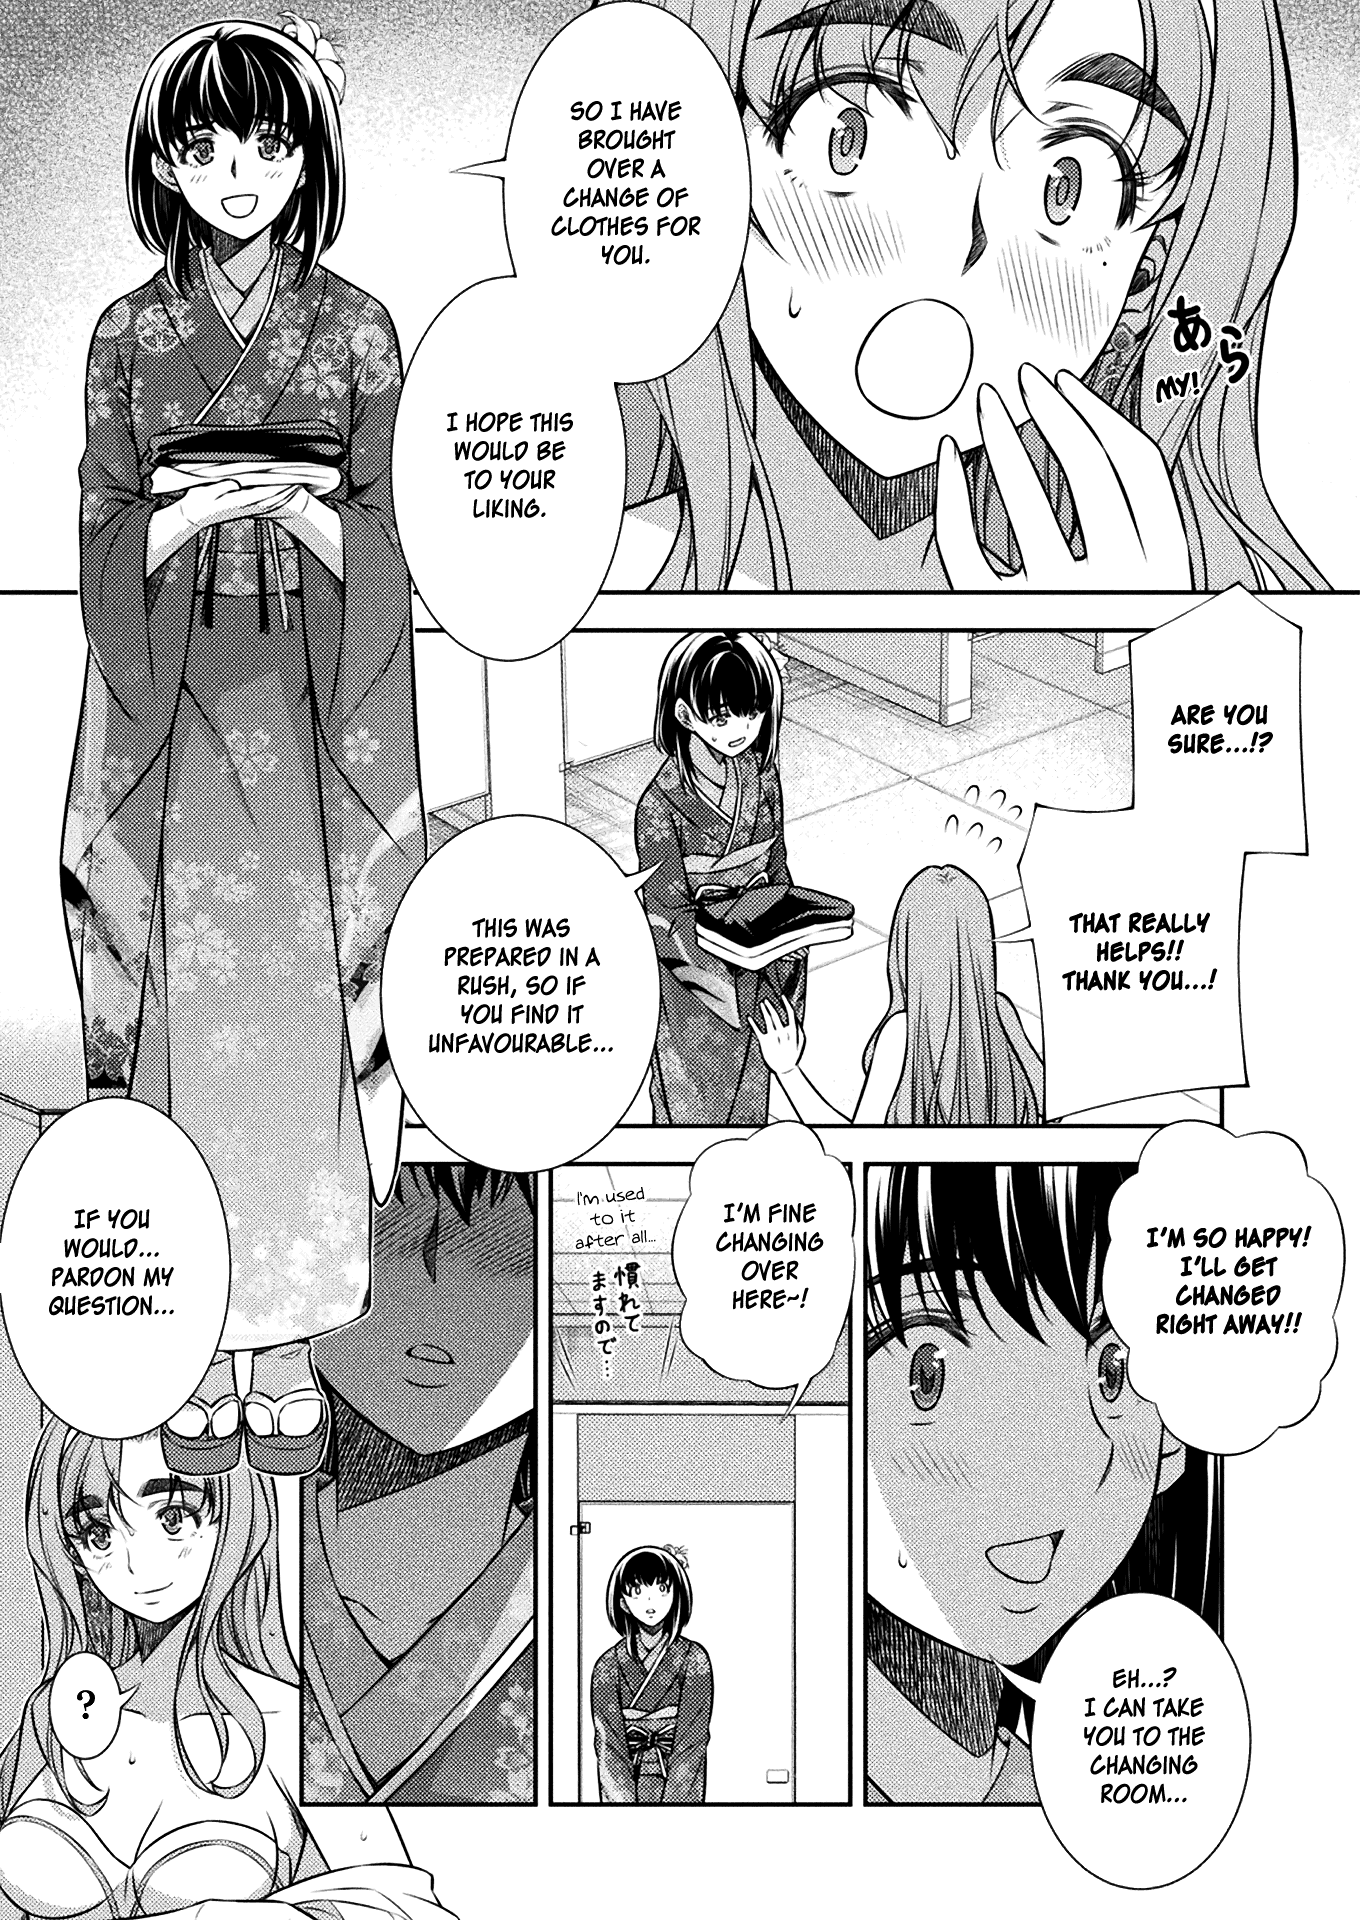 SO I HAVE
BROUGHT
OVER A
CHANGE OF
CLOTHES FOR
YOU.
あら
MY!
I HOPE THIS
WOULD BE
TO YOUR
LIKING.
ARE YOU
SURE...!?
THAT REALLY
HELPS!!
THANK YOU...!
THIS WAS
PREPARED IN A
RUSH, SO IF
YOU FIND IT
UNFAVOURABLE...
I'M SO HAPPY!
I'LL GET
CHANGED
RIGHT AWAY!!
EH...?
I CAN TAKE
YOU TO THE
CHANGING
ROOM...
I'M FINE
CHANGING
OVER
HERE~!
I'm used
to it
after all...
慣れて
ますので…
IF YOU
WOULD...
PARDON MY
QUESTION...
?